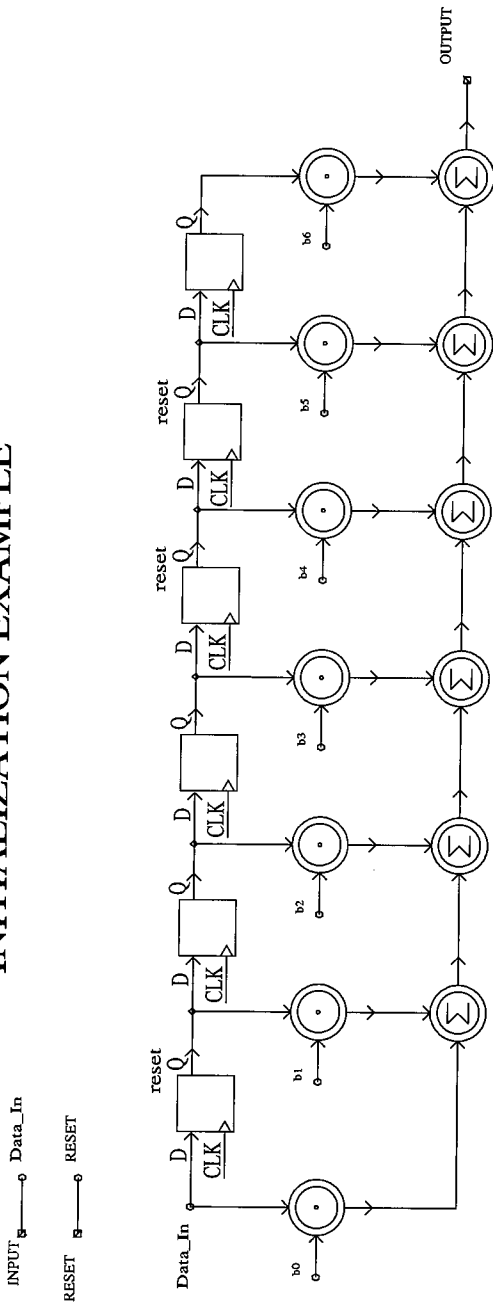 INITIALIZATION EXAMPLE
INPUT Data_In
RESET RESET
reset reset reset
D Q D Q D Q D Q D Q D Q
CLK CLK CLK CLK CLK CLK
Data_In
b0 b1 b2 b3 b4 b5 b6
Σ Σ Σ Σ Σ Σ
OUTPUT